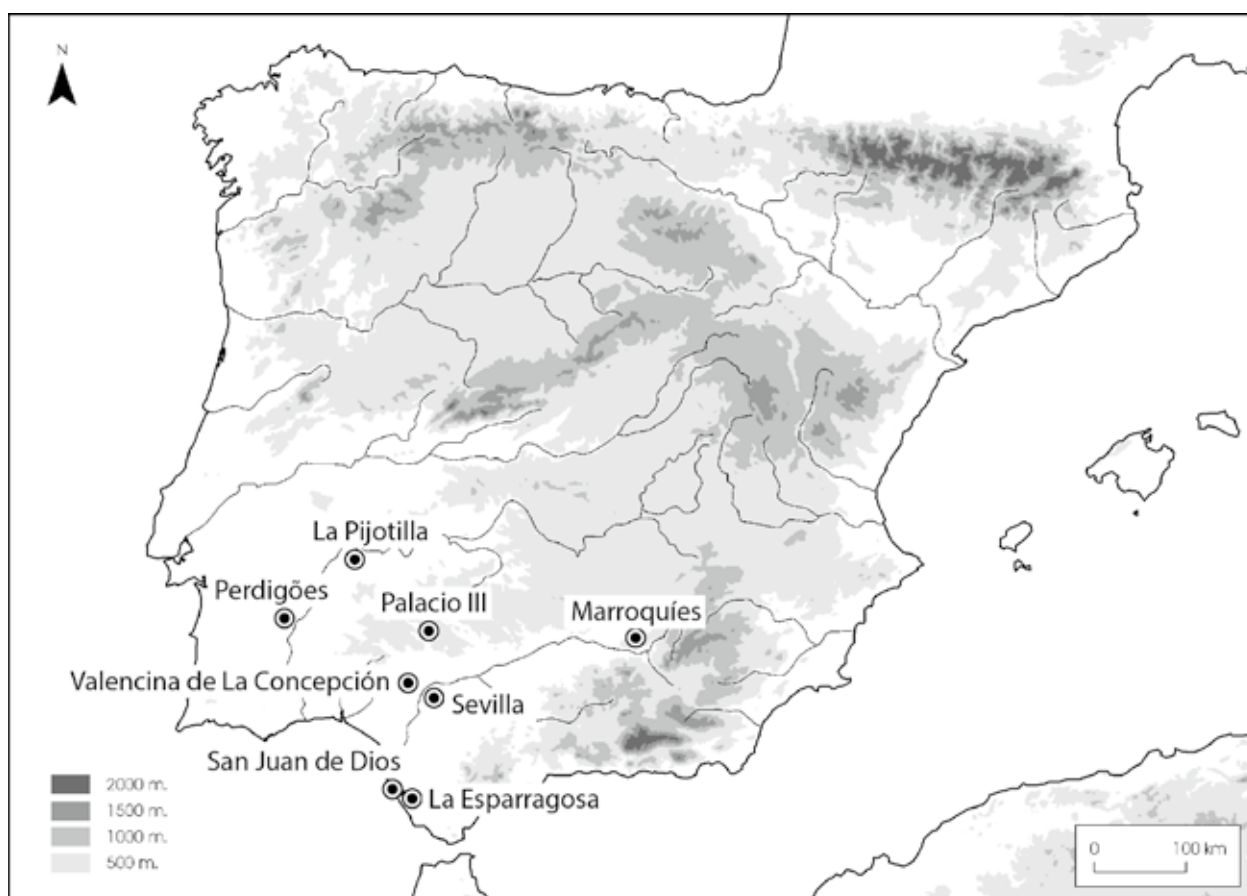 N
La Pijotilla
Perdigões
Palacio III
Marroquíes
Valencina de La Concepción
Sevilla
San Juan de Dios
La Esparragosa
2000 m.
1500 m.
1000 m.
500 m.
0 100 km